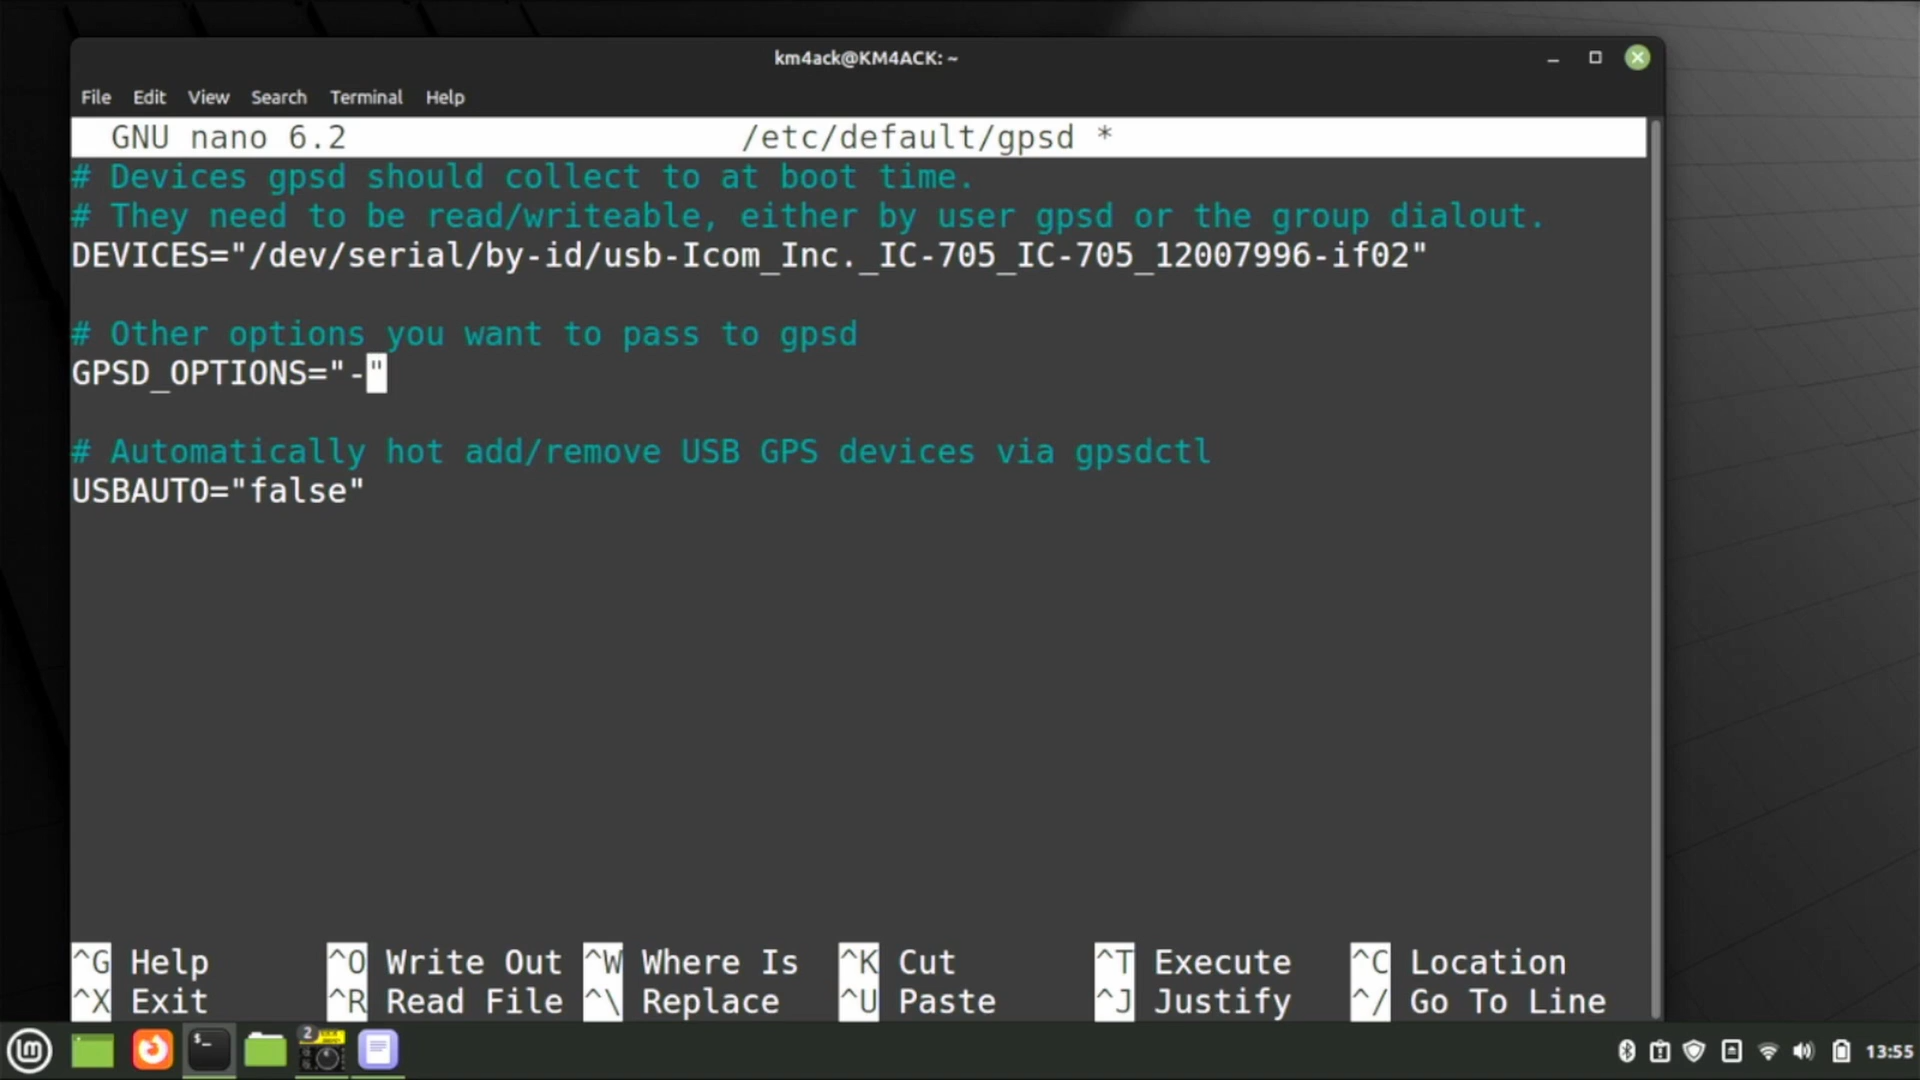 km4ack@KM4ACK: ~
File Edit View Search Terminal Help
GNU nano 6.2 /etc/default/gpsd *
# Devices gpsd should collect to at boot time.
# They need to be read/writeable, either by user gpsd or the group dialout.
DEVICES="/dev/serial/by-id/usb-Icom_Inc._IC-705_IC-705_12007996-if02"
# Other options you want to pass to gpsd
GPSD_OPTIONS="-"
# Automatically hot add/remove USB GPS devices via gpsdctl
USBAUTO="false"
^G Help ^O Write Out ^W Where Is ^K Cut ^T Execute ^C Location
^X Exit ^R Read File ^\ Replace ^U Paste ^J Justify ^/ Go To Line
$_ 2 13:55